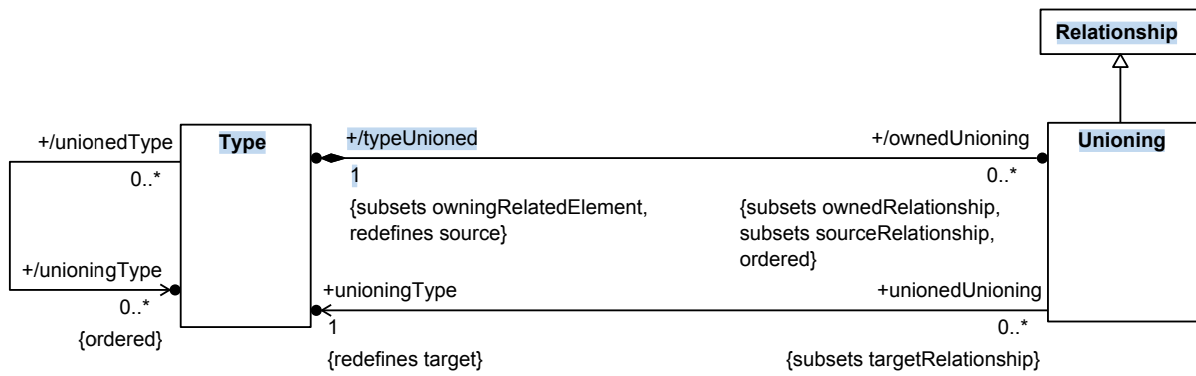 Relationship
+/unionedType
Type
+/typeUnioned
+/ownedUnioning
Unioning
0..*
1
0..*
{subsets owningRelatedElement,
redefines source}
{subsets ownedRelationship,
subsets sourceRelationship,
ordered}
+/unioningType
+unioningType
+unionedUnioning
0..*
1
0..*
{ordered}
{redefines target}
{subsets targetRelationship}